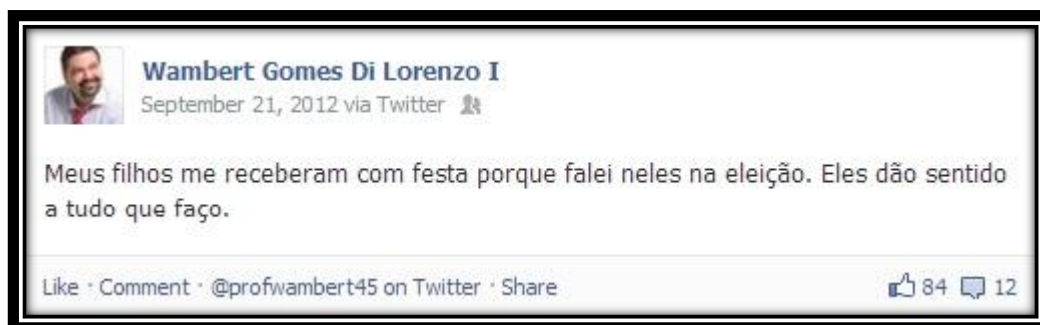 Wambert Gomes Di Lorenzo I
September 21, 2012 via Twitter
Meus filhos me receberam com festa porque falei neles na eleição. Eles dão sentido
a tudo que faço.
Like · Comment · @profwambert45 on Twitter · Share 84 12